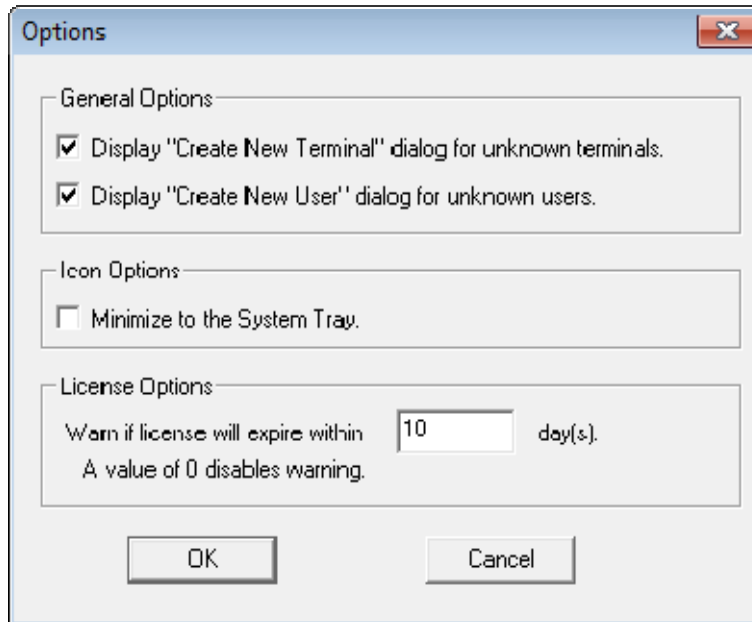 Options
General Options
Display "Create New Terminal" dialog for unknown terminals.
Display "Create New User" dialog for unknown users.
Icon Options
Minimize to the System Tray.
License Options
Warn if license will expire within 10 day(s).
A value of 0 disables warning.
OK Cancel